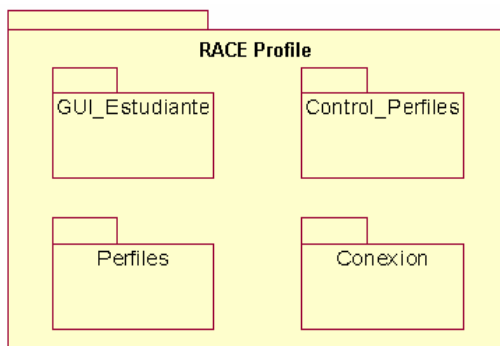 RACE Profile
GUI_Estudiante
Control_Perfiles
Perfiles
Conexion